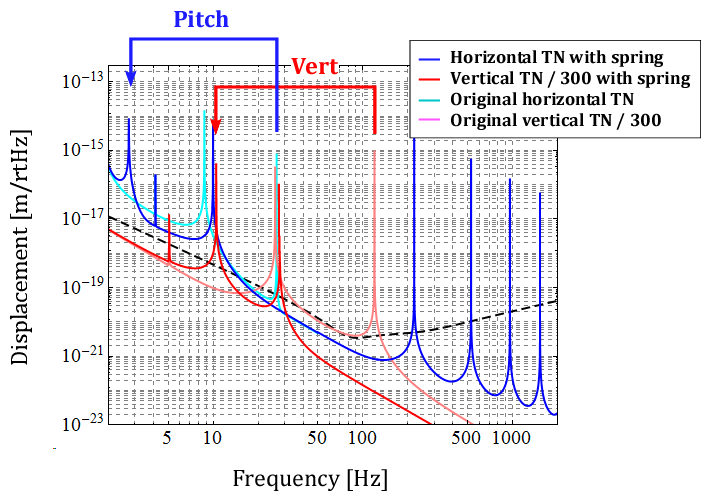 Pitch
Vert
Horizontal TN with spring
Vertical TN / 300 with spring
Original horizontal TN
Original vertical TN / 300
Displacement [m/rtHz]
10⁻¹³
10⁻¹⁵
10⁻¹⁷
10⁻¹⁹
10⁻²¹
10⁻²³
5 10 50 100 500 1000
Frequency [Hz]